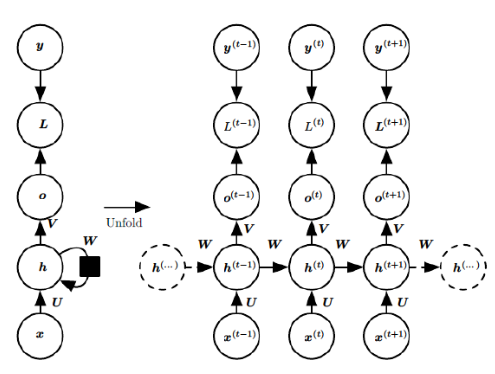 y y^(t−1) y^(t) y^(t+1)
L L^(t−1) L^(t) L^(t+1)
o o^(t−1) o^(t) o^(t+1)
Unfold
V V V V
W W W W W
h h^(...) h^(t−1) h^(t) h^(t+1) h^(...)
U U U U
x x^(t−1) x^(t) x^(t+1)